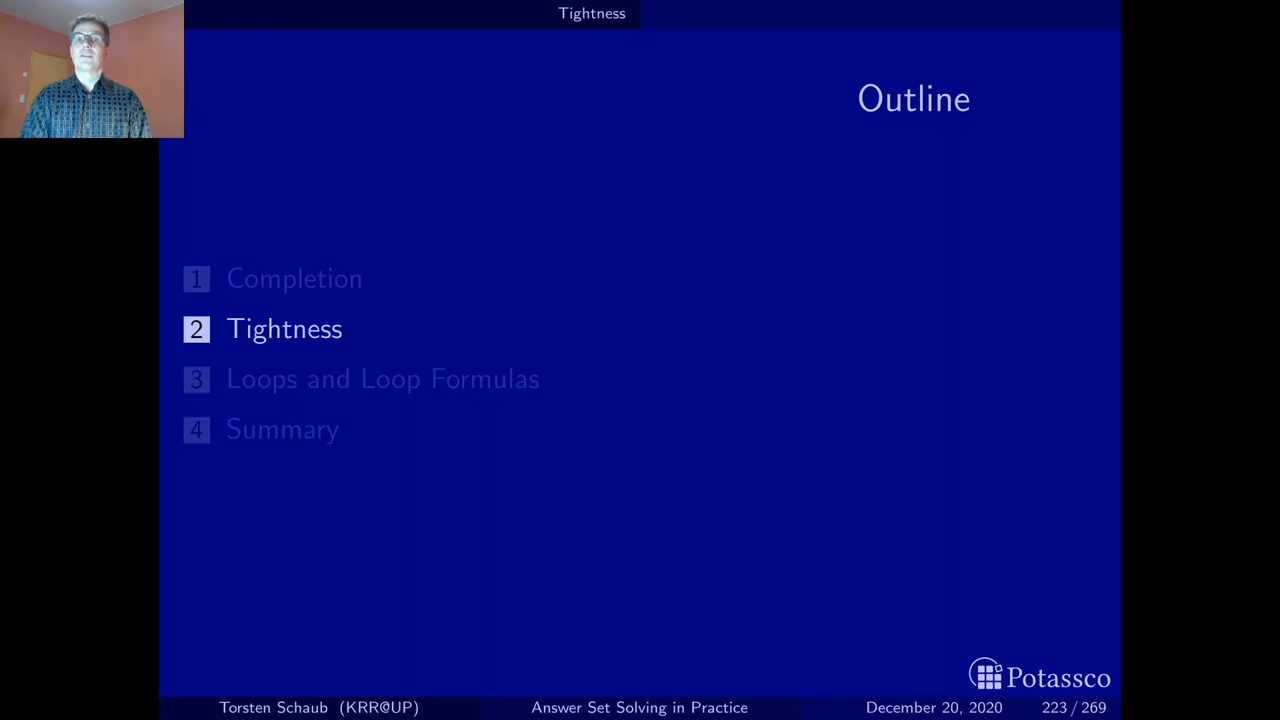 Tightness
Outline
1 Completion
2 Tightness
3 Loops and Loop Formulas
4 Summary
Potassco
Torsten Schaub (KRR@UP) Answer Set Solving in Practice December 20, 2020 223 / 269